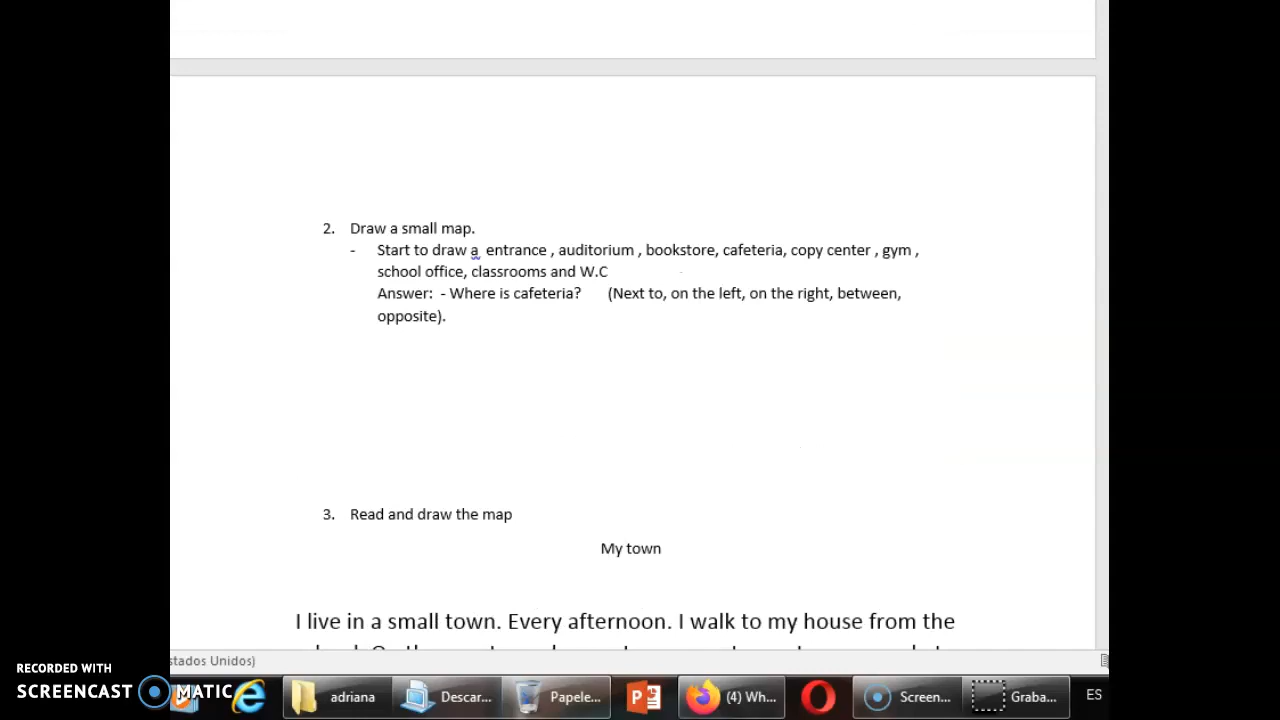 2. Draw a small map.
- Start to draw a entrance , auditorium , bookstore, cafeteria, copy center , gym ,
school office, classrooms and W.C
Answer: - Where is cafeteria? (Next to, on the left, on the right, between,
opposite).
3. Read and draw the map
My town
I live in a small town. Every afternoon. I walk to my house from the
stados Unidos)
RECORDED WITH
SCREENCAST MATIC
adriana
Descar...
Papele...
(4) Wh...
Screen...
Graba...
ES